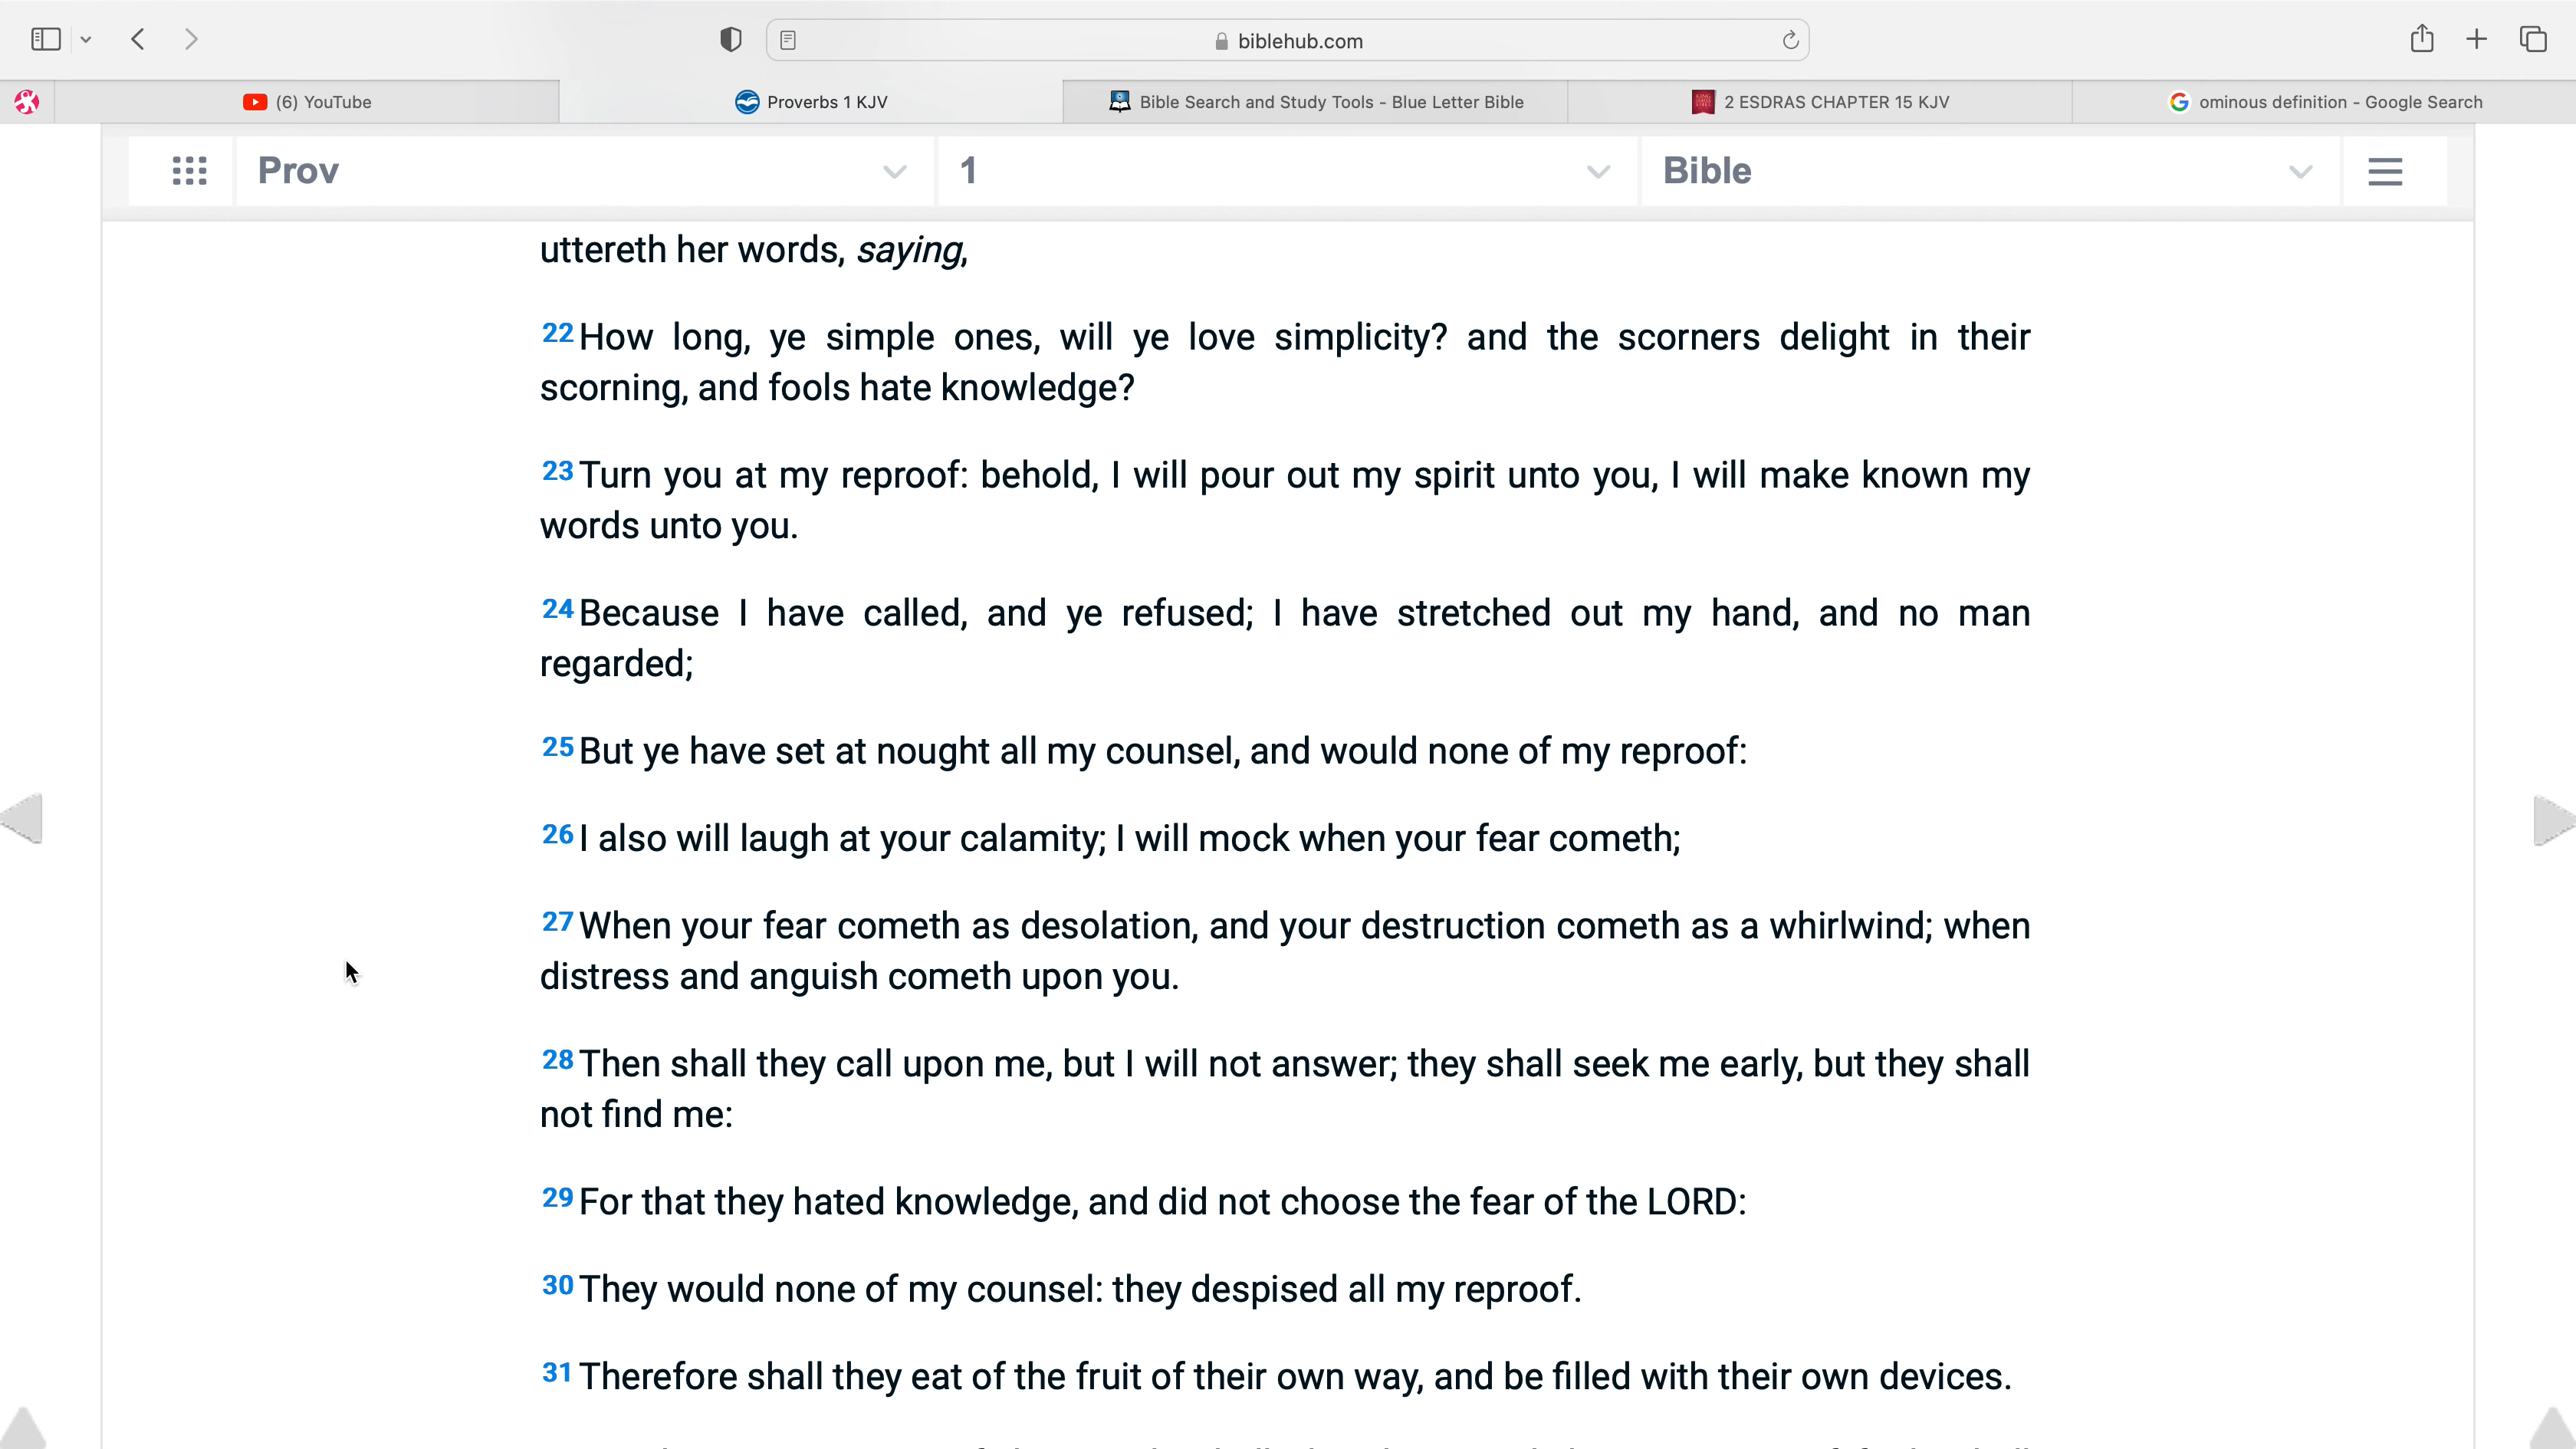 biblehub.com
(6) YouTube
Proverbs 1 KJV
Bible Search and Study Tools - Blue Letter Bible
2 ESDRAS CHAPTER 15 KJV
ominous definition - Google Search
Prov
1
Bible
uttereth her words, saying,
22 How long, ye simple ones, will ye love simplicity? and the scorners delight in their
scorning, and fools hate knowledge?
23 Turn you at my reproof: behold, I will pour out my spirit unto you, I will make known my
words unto you.
24 Because I have called, and ye refused; I have stretched out my hand, and no man
regarded;
25 But ye have set at nought all my counsel, and would none of my reproof:
26 I also will laugh at your calamity; I will mock when your fear cometh;
27 When your fear cometh as desolation, and your destruction cometh as a whirlwind; when
distress and anguish cometh upon you.
28 Then shall they call upon me, but I will not answer; they shall seek me early, but they shall
not find me:
29 For that they hated knowledge, and did not choose the fear of the LORD:
30 They would none of my counsel: they despised all my reproof.
31 Therefore shall they eat of the fruit of their own way, and be filled with their own devices.